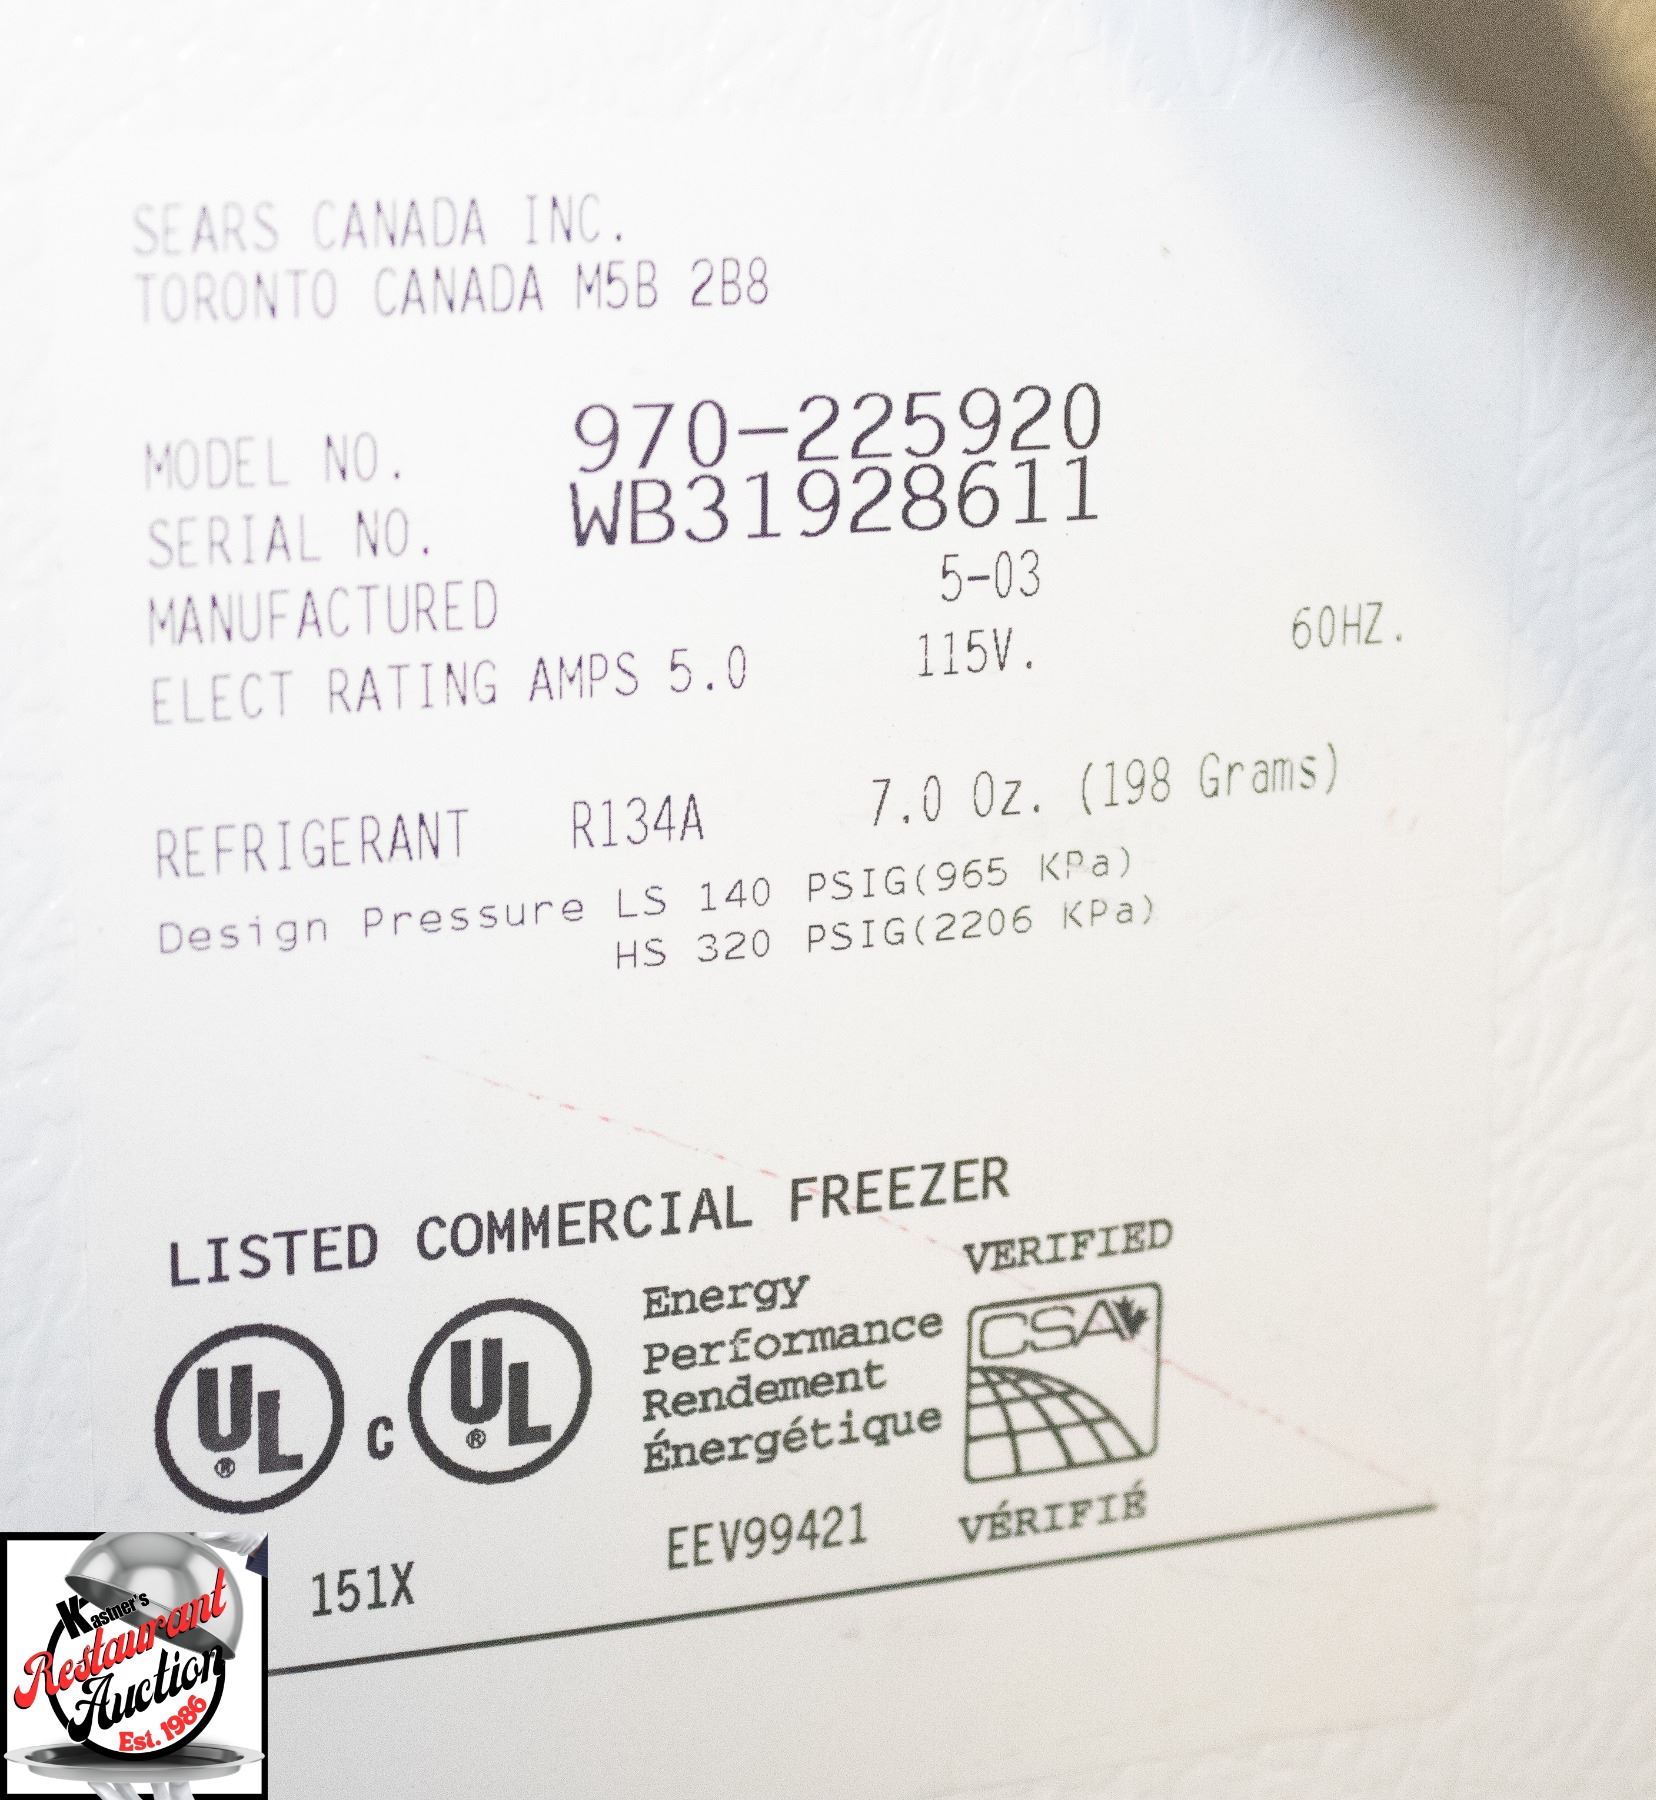 SEARS CANADA INC.
TORONTO CANADA M5B 2B8
MODEL NO. 970-225920
SERIAL NO. WB31928611
MANUFACTURED 5-03
ELECT RATING AMPS 5.0 115V. 60HZ.
REFRIGERANT R134A 7.0 Oz. (198 Grams)
Design Pressure LS 140 PSIG(965 KPa)
HS 320 PSIG(2206 KPa)
LISTED COMMERCIAL FREEZER
UL ® C UL ®
Energy
Performance
Rendement
Énergétique
VERIFIED
CSA
VÉRIFIÉ
151X EEV99421
Kastner's
Restaurant
Auction
Est. 1986